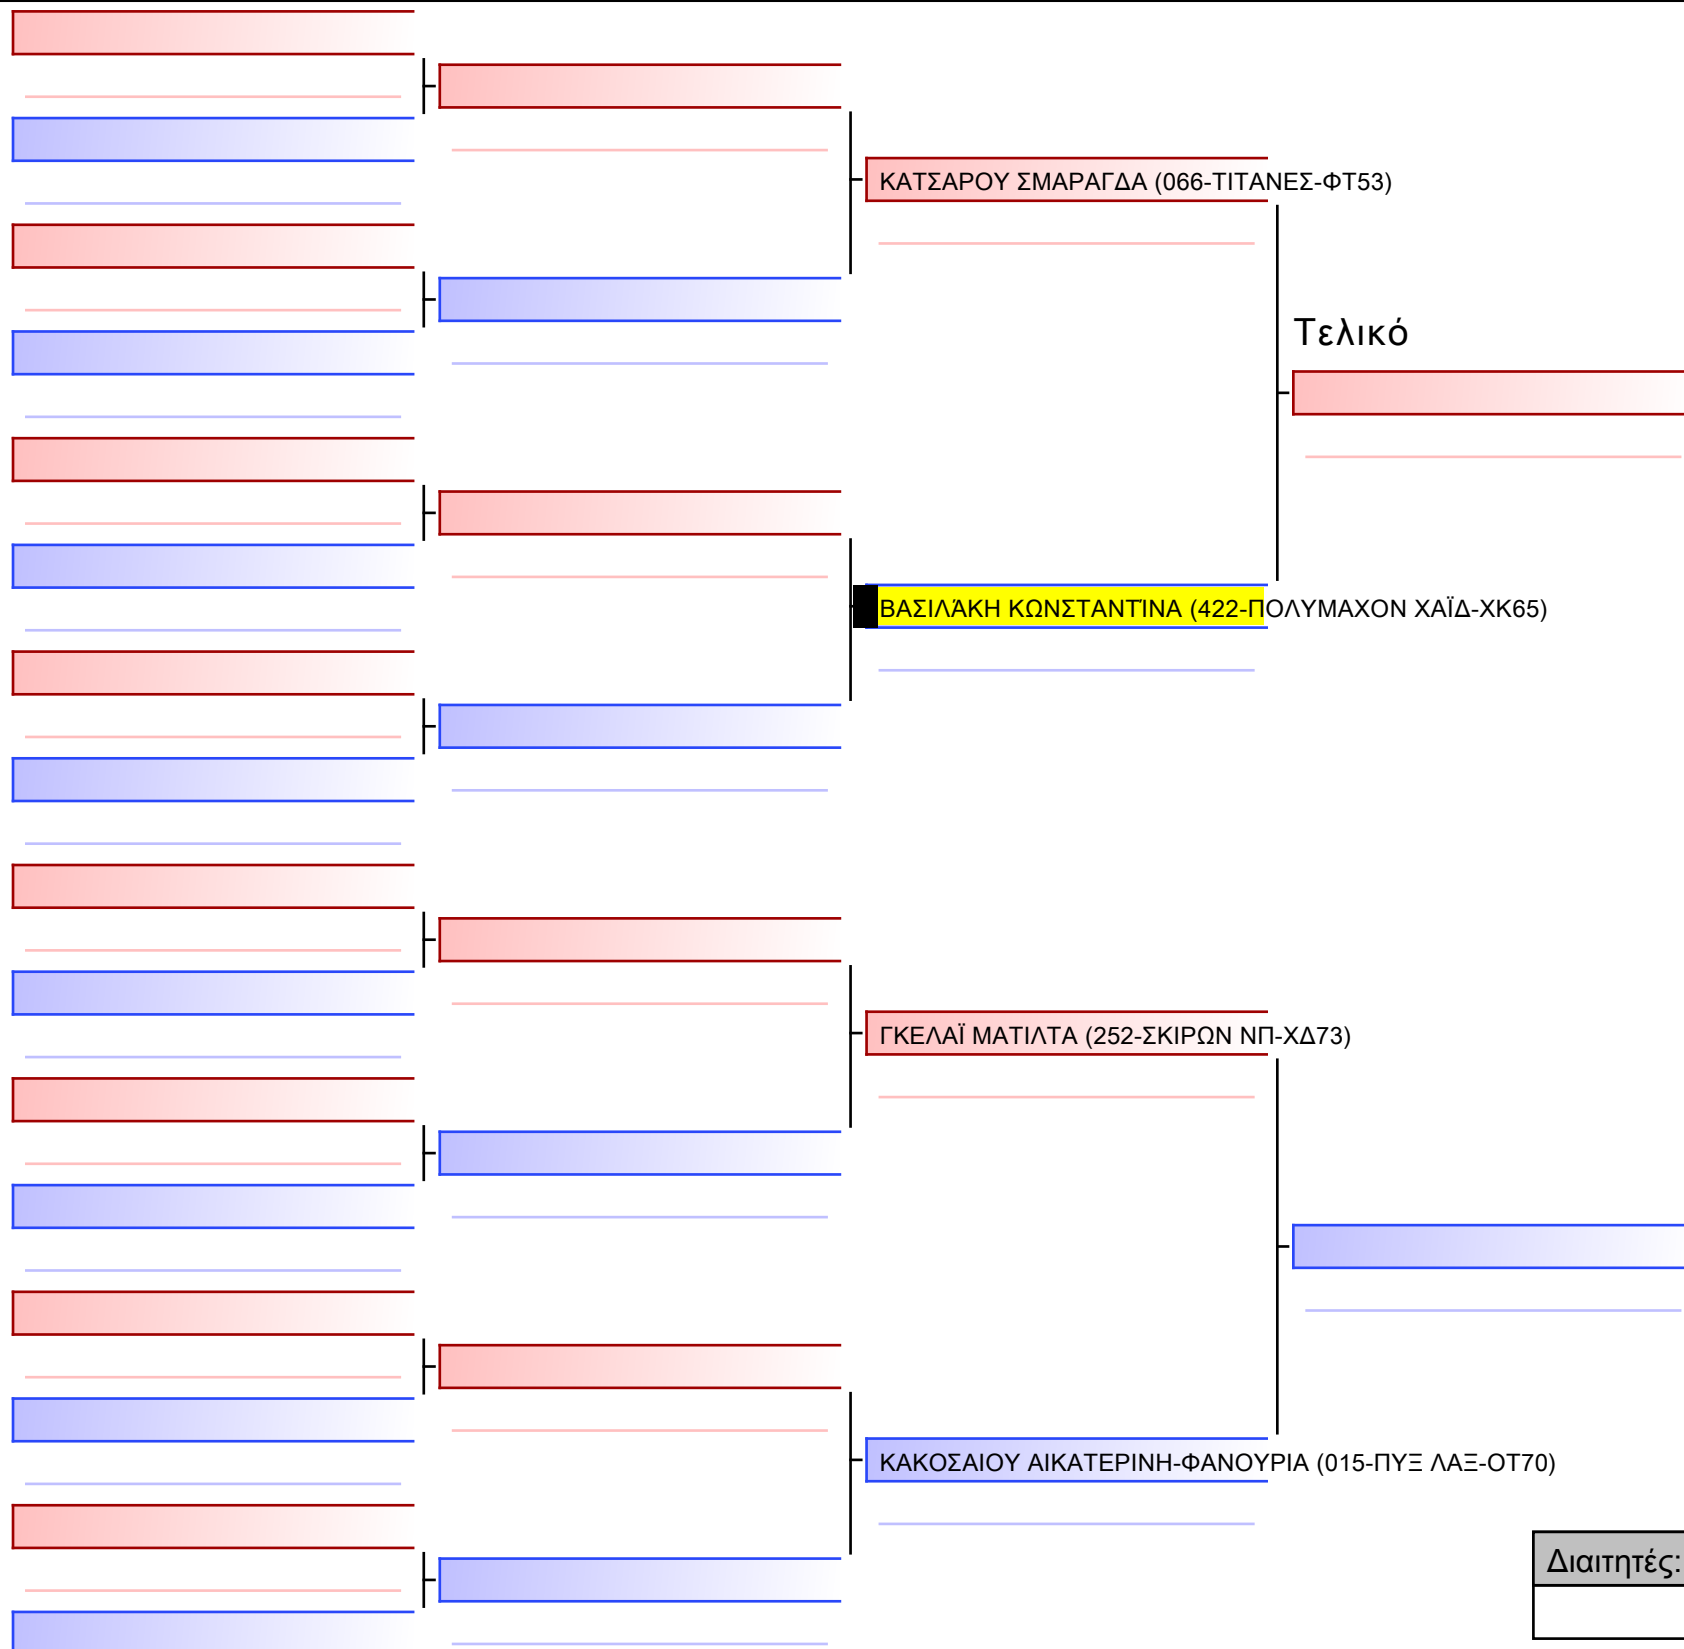 ΚΑΤΣΑΡΟΥ ΣΜΑΡΑΓΔΑ (066-ΤΙΤΑΝΕΣ-ΦΤ53)
Τελικό
ΒΑΣΙΛΆΚΗ ΚΩΝΣΤΑΝΤΊΝΑ (422-ΠΟΛΥΜΑΧΟΝ ΧΑΪΔ-ΧΚ65)
ΓΚΕΛΑΪ ΜΑΤΙΛΤΑ (252-ΣΚΙΡΩΝ ΝΠ-ΧΔ73)
ΚΑΚΟΣΑΙΟΥ ΑΙΚΑΤΕΡΙΝΗ-ΦΑΝΟΥΡΙΑ (015-ΠΥΞ ΛΑΞ-ΟΤ70)
Διαιτητές: